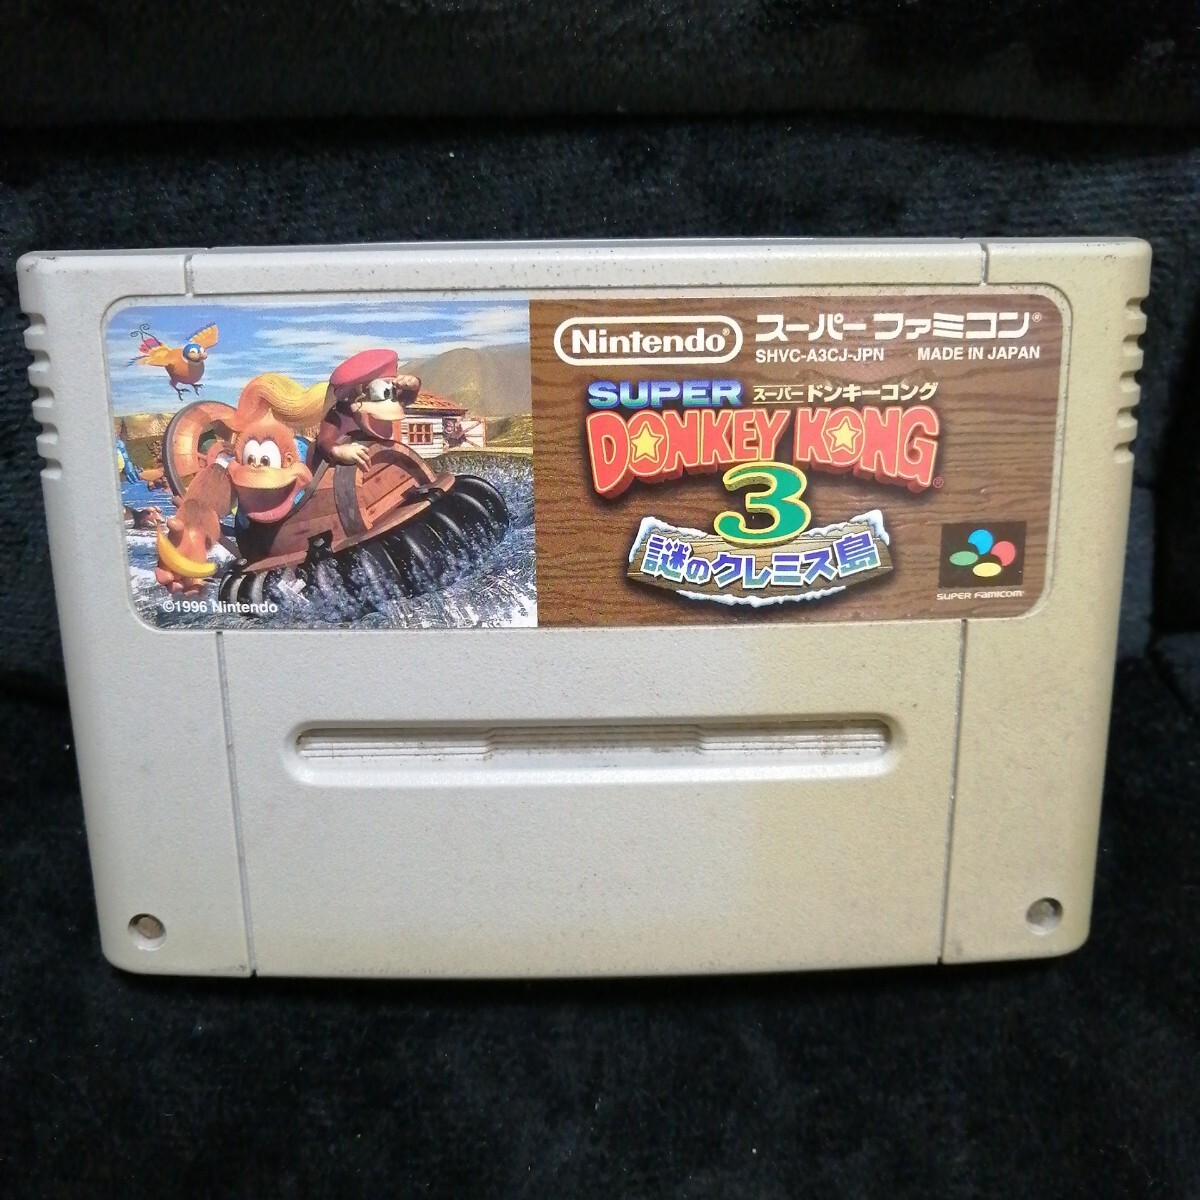 Nintendo®
スーパーファミコン®
SHVC-A3CJ-JPN MADE IN JAPAN
SUPER スーパードンキーコング
DONKEY KONG®
3
謎のクレミス島
SUPER FAMICOM®
©1996 Nintendo